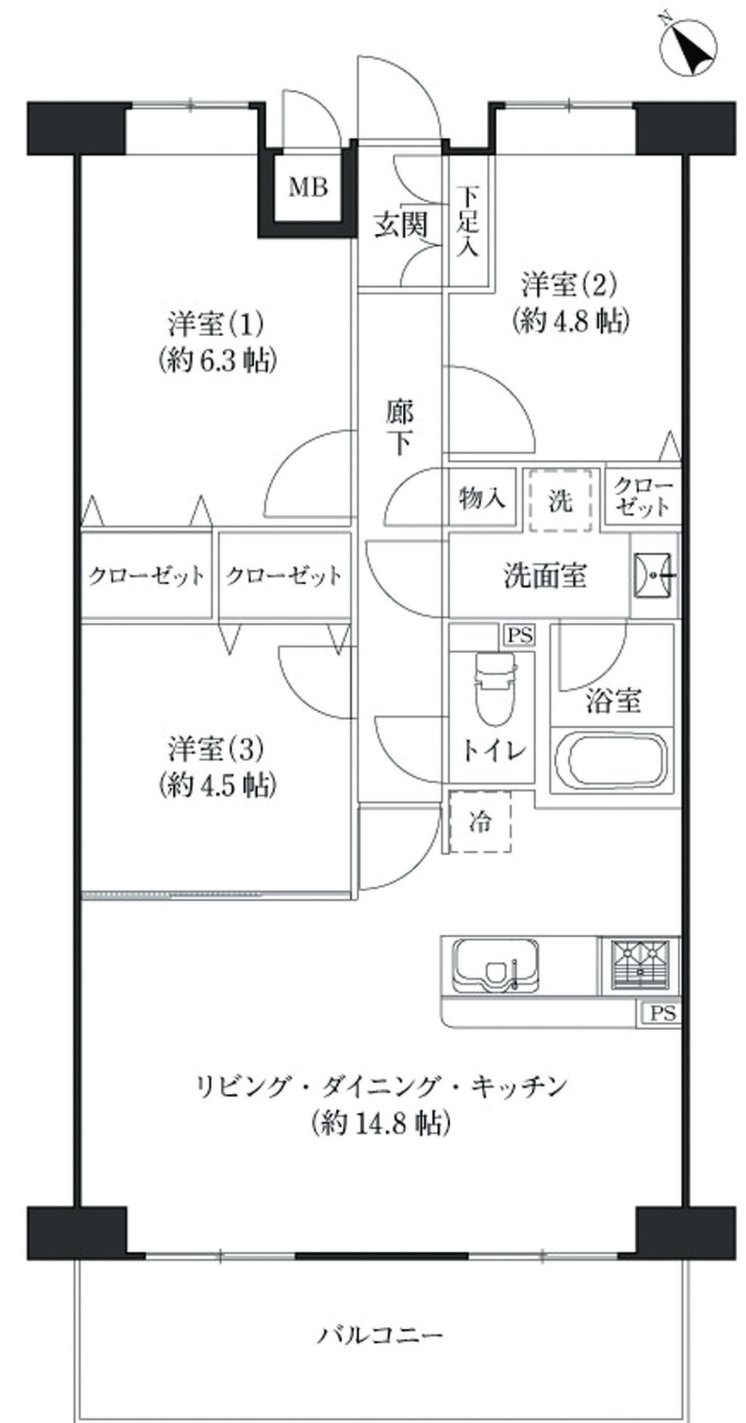 N
MB
玄関
下足入
洋室(1)
(約 6.3 帖)
洋室(2)
(約 4.8 帖)
廊下
物入
洗
クロー
ゼット
クローゼット
クローゼット
洗面室
PS
浴室
トイレ
洋室(3)
(約 4.5 帖)
冷
PS
リビング・ダイニング・キッチン
(約 14.8 帖)
バルコニー